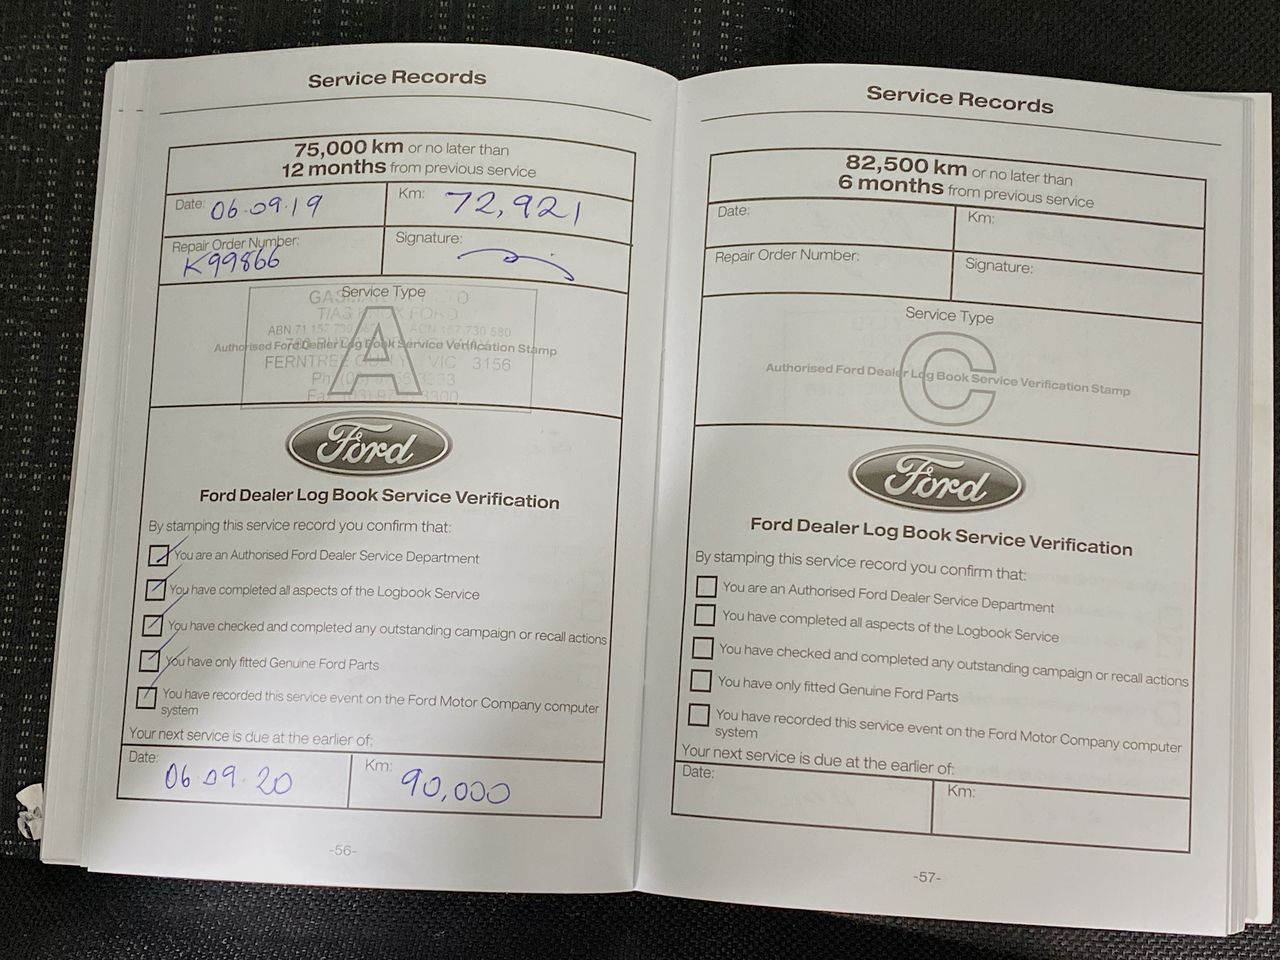 Service Records
75,000 km or no later than
12 months from previous service
Date: 06.09.19
Km: 72,921
Repair Order Number:
K99866
Signature:
Service Type
A
ABN 71 157 730 ACN 157 730 580
Authorised Ford Dealer Log Book Service Verification Stamp
FERNTREE VIC 3156
Ford
Ford Dealer Log Book Service Verification
By stamping this service record you confirm that:
You are an Authorised Ford Dealer Service Department
You have completed all aspects of the Logbook Service
You have checked and completed any outstanding campaign or recall actions
You have only fitted Genuine Ford Parts
You have recorded this service event on the Ford Motor Company computer
system
Your next service is due at the earlier of:
Date: 06.09.20
Km: 90,000
-56-
Service Records
82,500 km or no later than
6 months from previous service
Date:
Km:
Repair Order Number:
Signature:
Service Type
C
Authorised Ford Dealer Log Book Service Verification Stamp
Ford
Ford Dealer Log Book Service Verification
By stamping this service record you confirm that:
You are an Authorised Ford Dealer Service Department
You have completed all aspects of the Logbook Service
You have checked and completed any outstanding campaign or recall actions
You have only fitted Genuine Ford Parts
You have recorded this service event on the Ford Motor Company computer
system
Your next service is due at the earlier of:
Date:
Km:
-57-